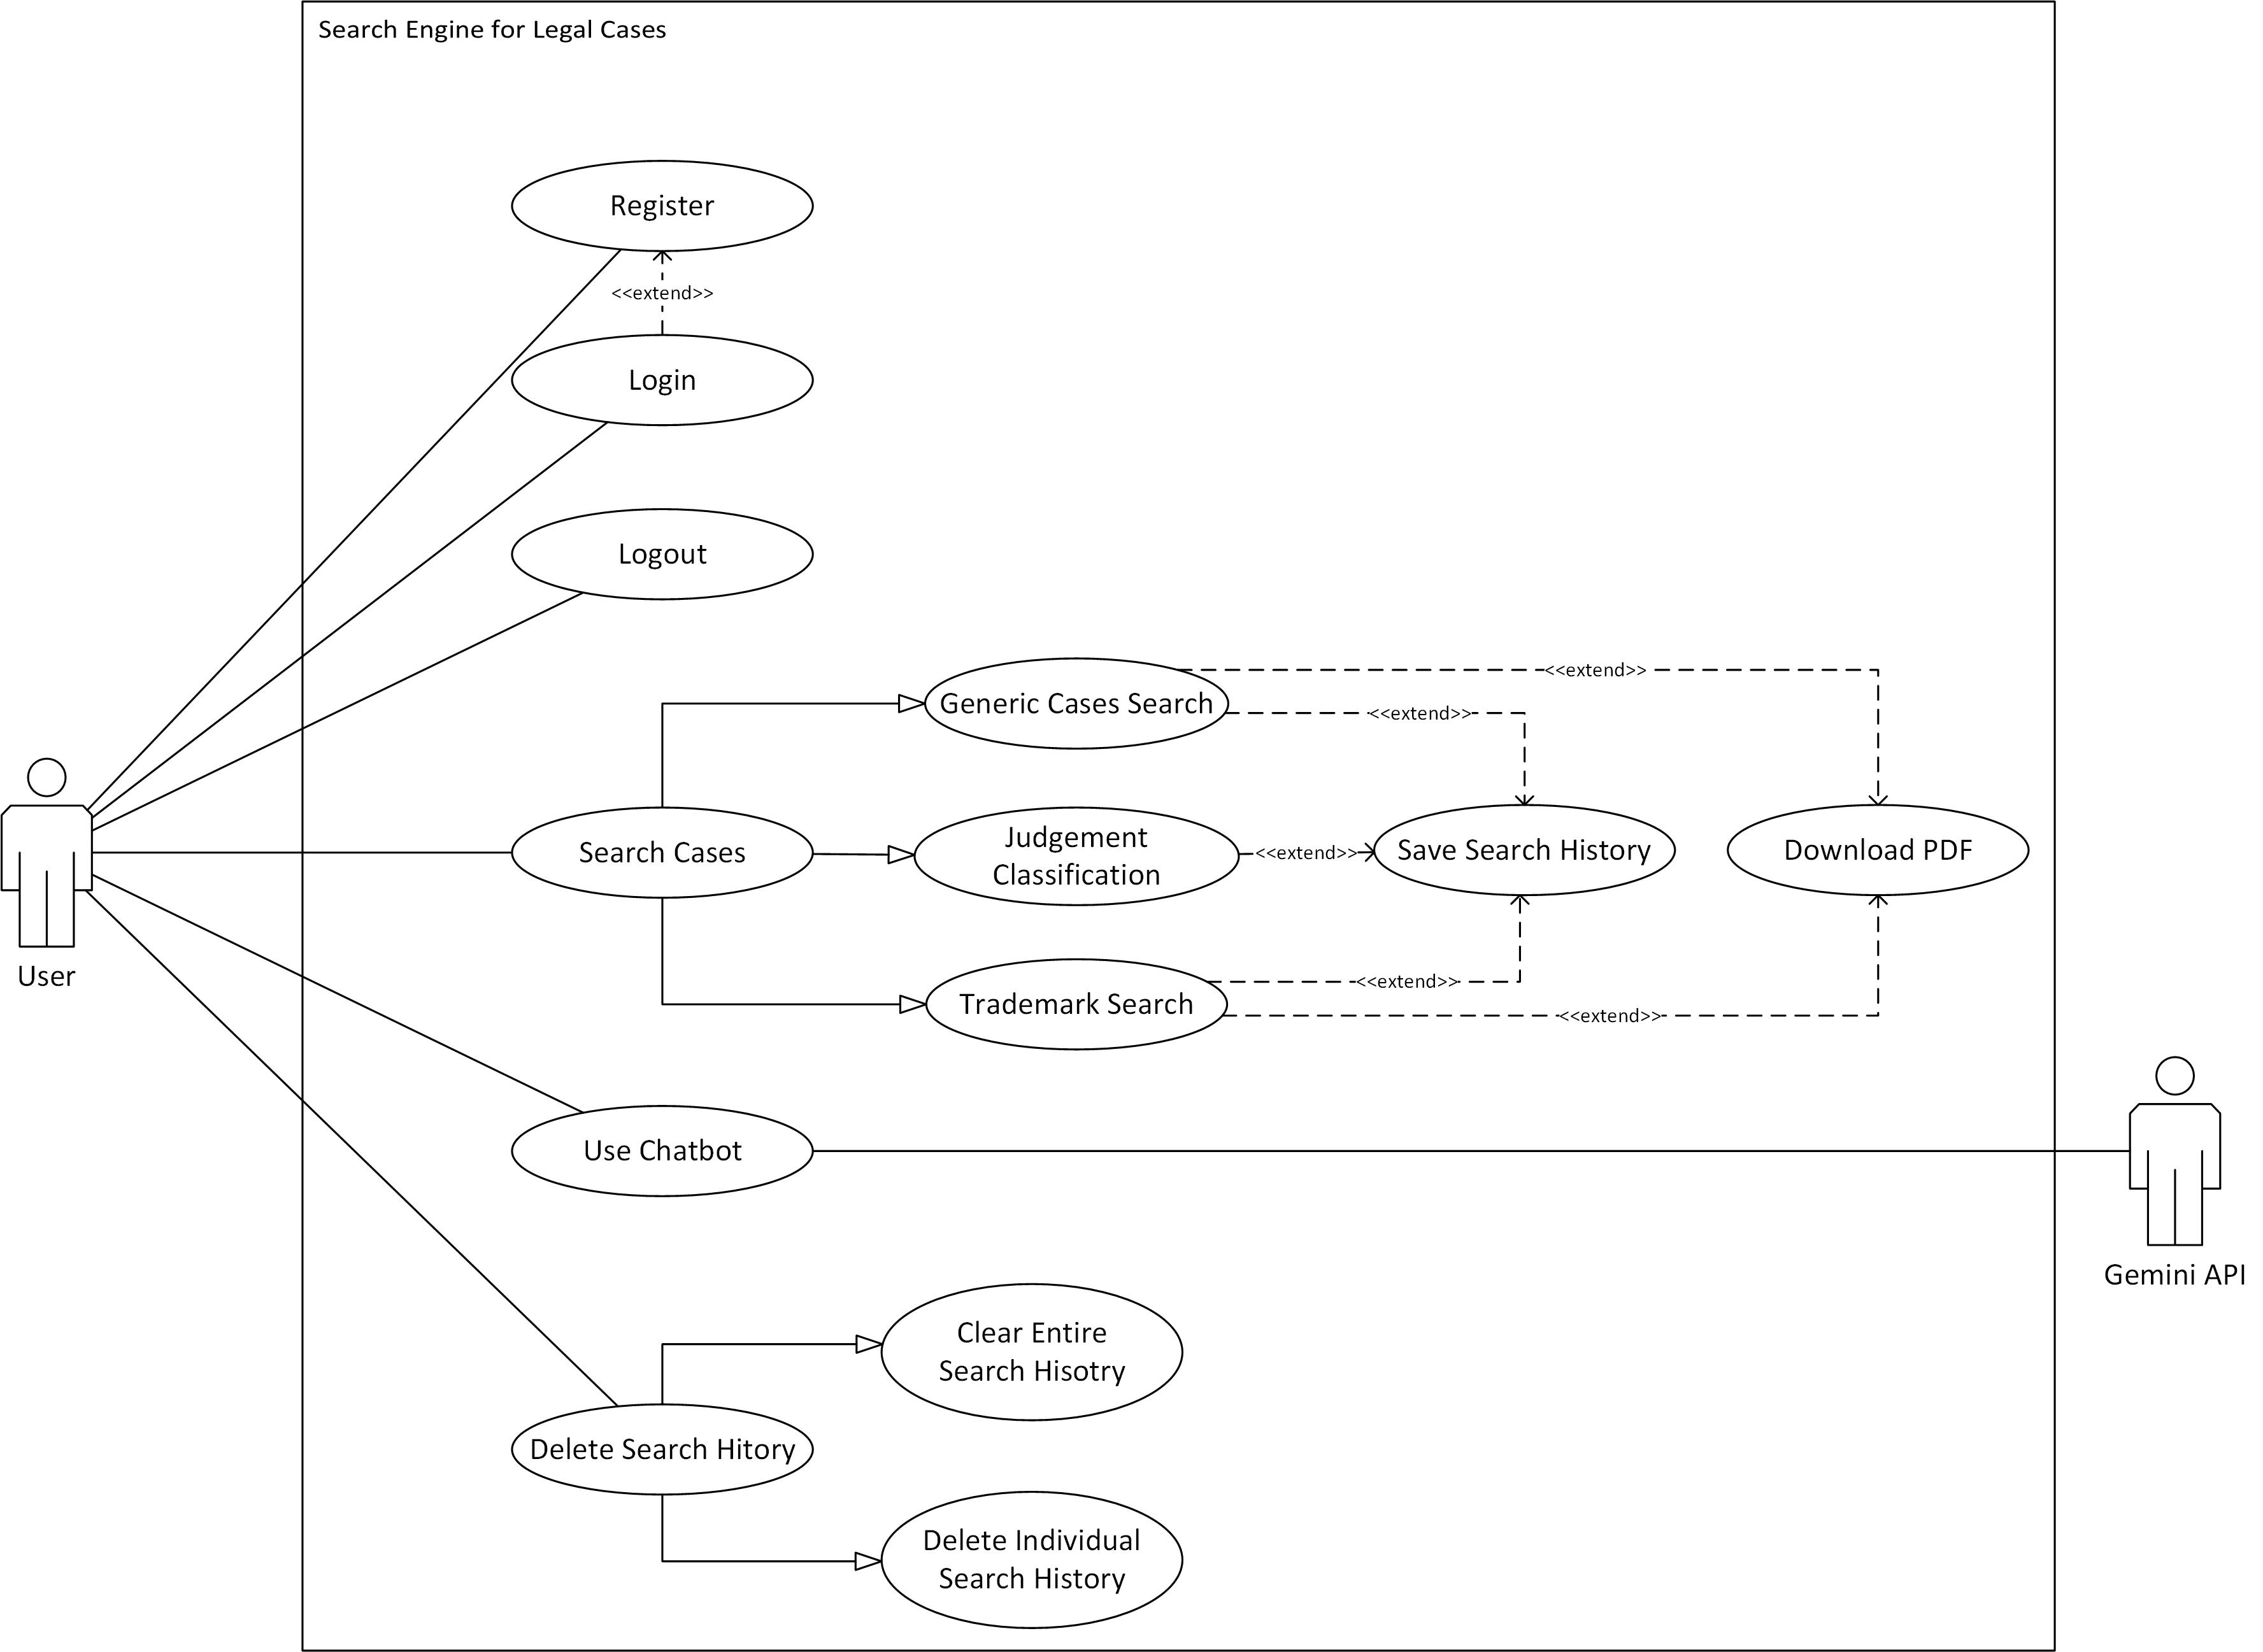 Search Engine for Legal Cases
Register
<<extend>>
Login
Logout
Generic Cases Search
<<extend>>
<<extend>>
Search Cases
Judgement
Classification
<<extend>>
Save Search History
Download PDF
User
Trademark Search
<<extend>>
<<extend>>
Use Chatbot
Gemini API
Clear Entire
Search Hisotry
Delete Search Hitory
Delete Individual
Search History